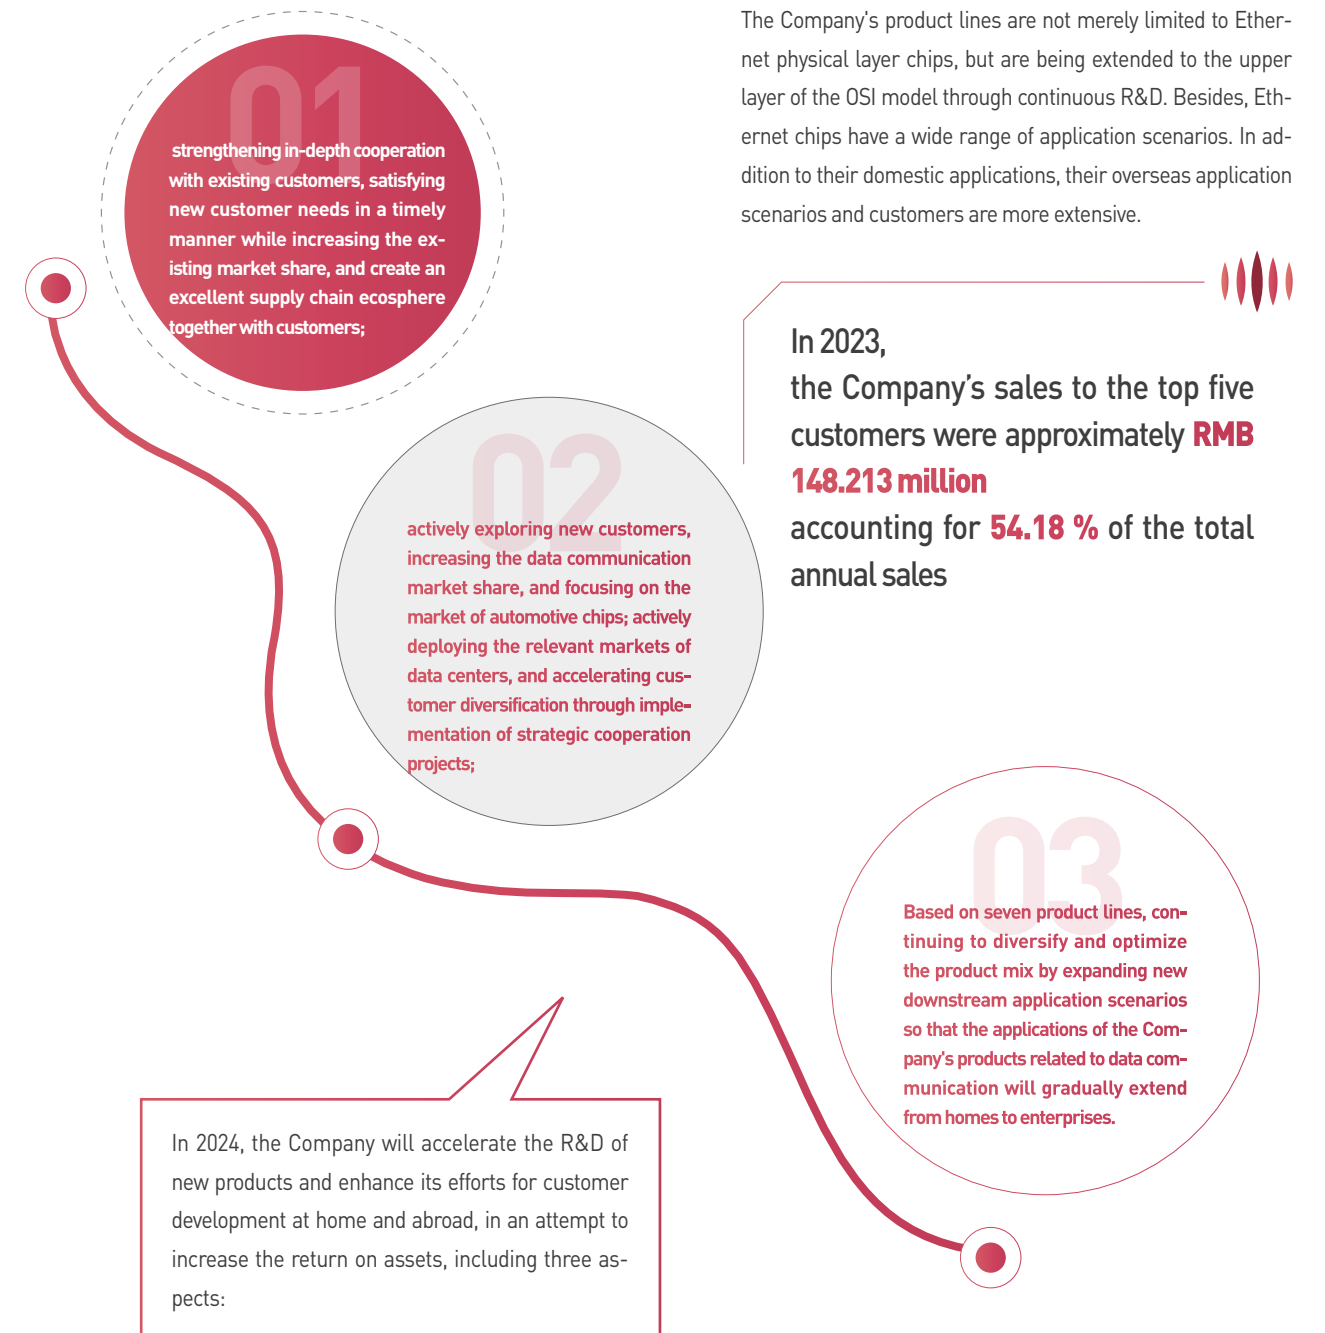 The Company's product lines are not merely limited to Ether-
net physical layer chips, but are being extended to the upper
layer of the OSI model through continuous R&D. Besides, Eth-
ernet chips have a wide range of application scenarios. In ad-
dition to their domestic applications, their overseas application
scenarios and customers are more extensive.
01
strengthening in-depth cooperation
with existing customers, satisfying
new customer needs in a timely
manner while increasing the ex-
isting market share, and create an
excellent supply chain ecosphere
together with customers;
In 2023,
the Company’s sales to the top five
customers were approximately RMB
148.213 million
accounting for 54.18 % of the total
annual sales
02
actively exploring new customers,
increasing the data communication
market share, and focusing on the
market of automotive chips; actively
deploying the relevant markets of
data centers, and accelerating cus-
tomer diversification through imple-
mentation of strategic cooperation
projects;
03
Based on seven product lines, con-
tinuing to diversify and optimize
the product mix by expanding new
downstream application scenarios
so that the applications of the Com-
pany's products related to data com-
munication will gradually extend
from homes to enterprises.
In 2024, the Company will accelerate the R&D of
new products and enhance its efforts for customer
development at home and abroad, in an attempt to
increase the return on assets, including three as-
pects: